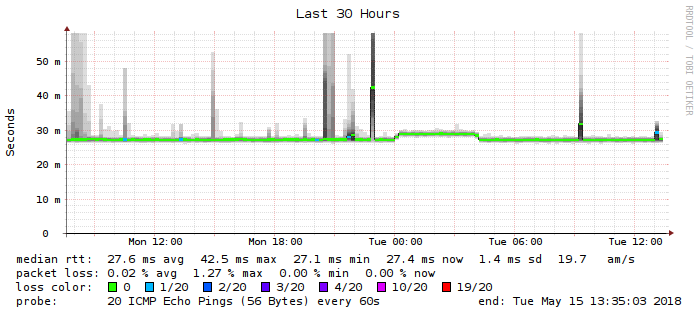 Last 30 Hours
RRDTOOL / TOBI OETIKER
Seconds
50 m
40 m
30 m
20 m
10 m
0
Mon 12:00 Mon 18:00 Tue 00:00 Tue 06:00 Tue 12:00
median rtt: 27.6 ms avg 42.5 ms max 27.1 ms min 27.4 ms now 1.4 ms sd 19.7 am/s
packet loss: 0.02 % avg 1.27 % max 0.00 % min 0.00 % now
loss color: 0 1/20 2/20 3/20 4/20 10/20 19/20
probe: 20 ICMP Echo Pings (56 Bytes) every 60s end: Tue May 15 13:35:03 2018